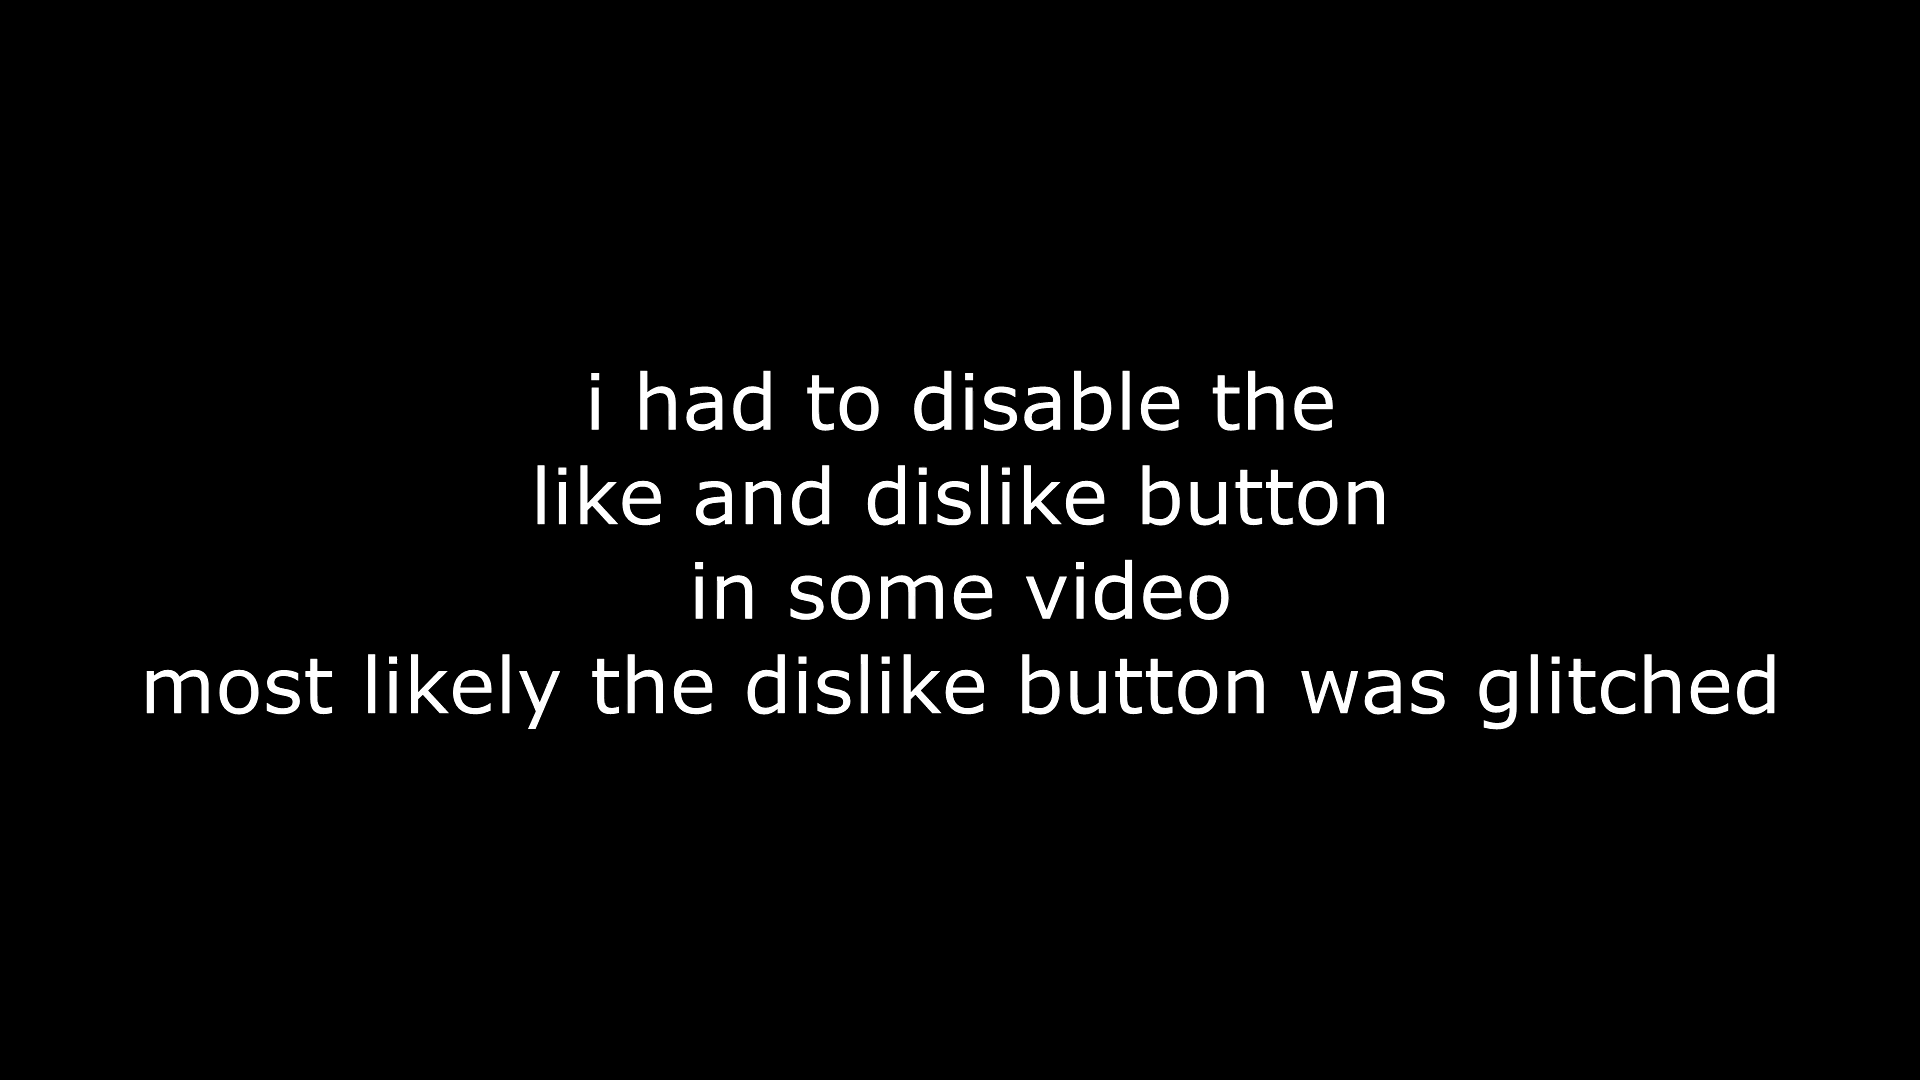 i had to disable the
like and dislike button
in some video
most likely the dislike button was glitched